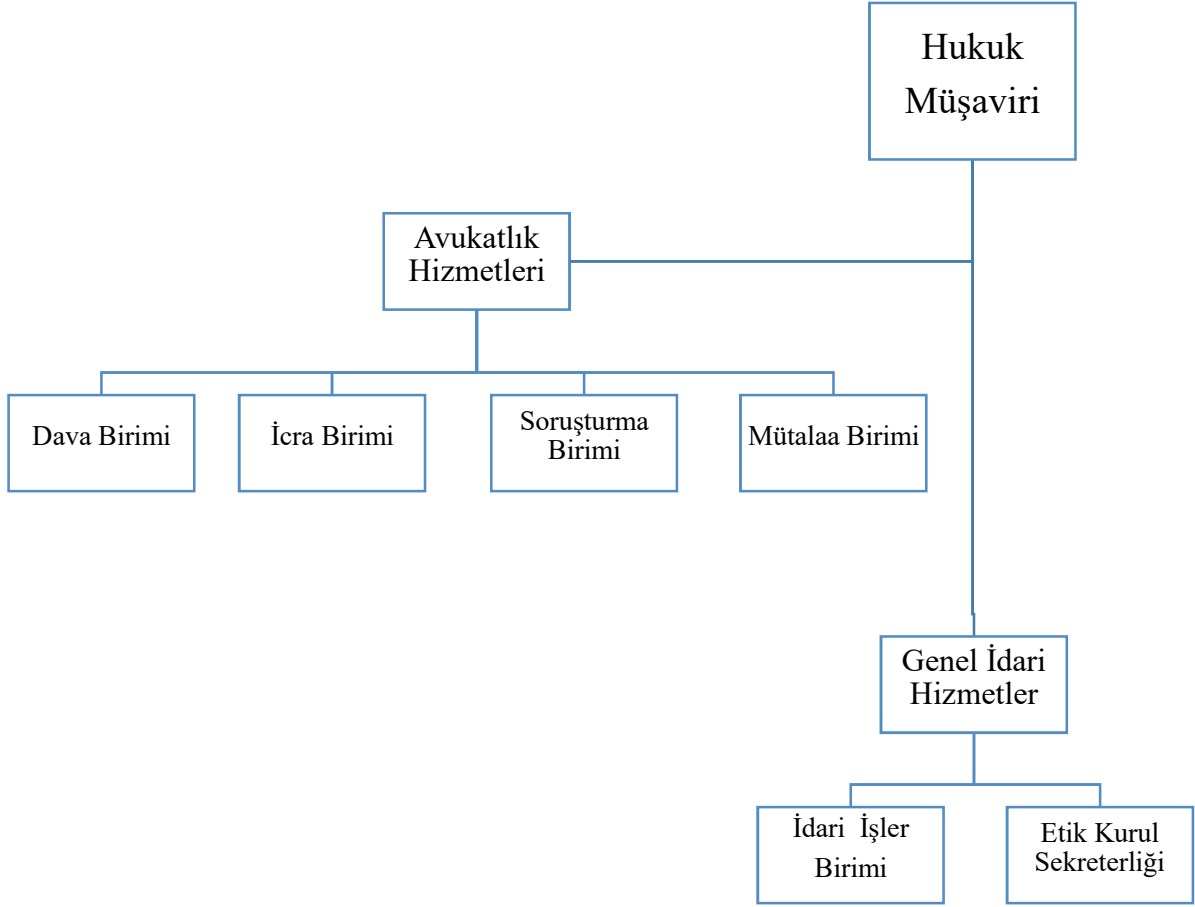 Hukuk
Müşaviri
Avukatlık
Hizmetleri
Dava Birimi
İcra Birimi
Soruşturma
Birimi
Mütalaa Birimi
Genel İdari
Hizmetler
İdari İşler
Birimi
Etik Kurul
Sekreterliği